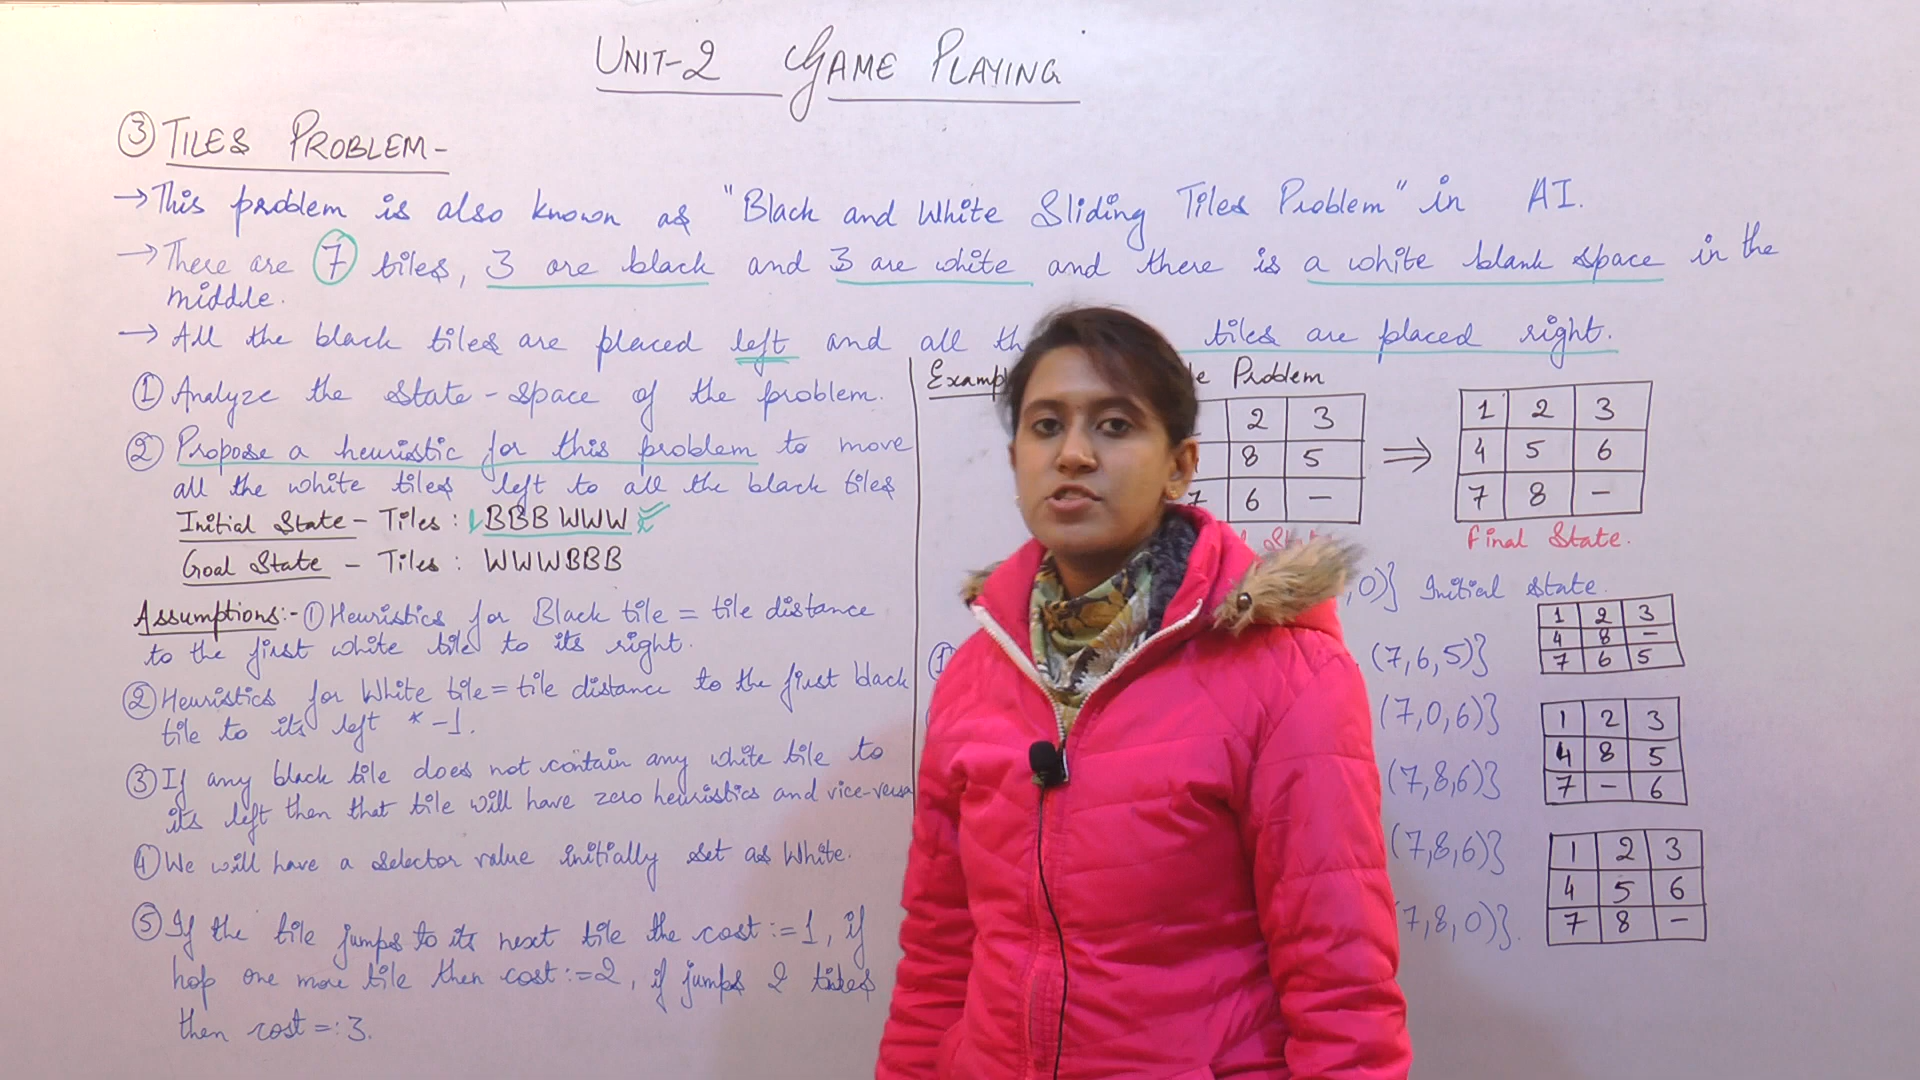 UNIT-2 GAME PLAYING
③ TILES PROBLEM-
→ This problem is also known as "Black and White Sliding Tiles Problem" in AI.
→ There are 7 tiles, 3 are black and 3 are white and there is a white blank space in the
middle.
→ All the black tiles are placed left and all th tiles are placed right.
① Analyze the state-space of the problem.
② Propose a heuristic for this problem to move
all the white tiles left to all the black tiles
Initial State - Tiles : BBB WWW
Goal State - Tiles : WWWBBB
Assumptions:- ① Heuristics for Black tile = tile distance
to the first white tile to its right.
② Heuristics for White tile = tile distance to the first black
tile to its left * -1.
③ If any black tile does not contain any white tile to
its left then that tile will have zero heuristics and vice-versa
④ We will have a selector value initially set as White.
⑤ If the tile jumps to its next tile the cost := 1, if
hop one more tile then cost := 2, if jumps 2 tiles
then cost =: 3.
Exampl e Problem
2 3
8 5
7 6 –
⇒
1 2 3
4 5 6
7 8 –
State
Final State.
,0)} Initial state.
①
1 2 3
4 8 –
7 6 5
(7,6,5)}
(7,0,6)}
1 2 3
4 8 5
7 – 6
(7,8,6)}
(7,8,6)}
1 2 3
4 5 6
7 8 –
7,8,0)}.